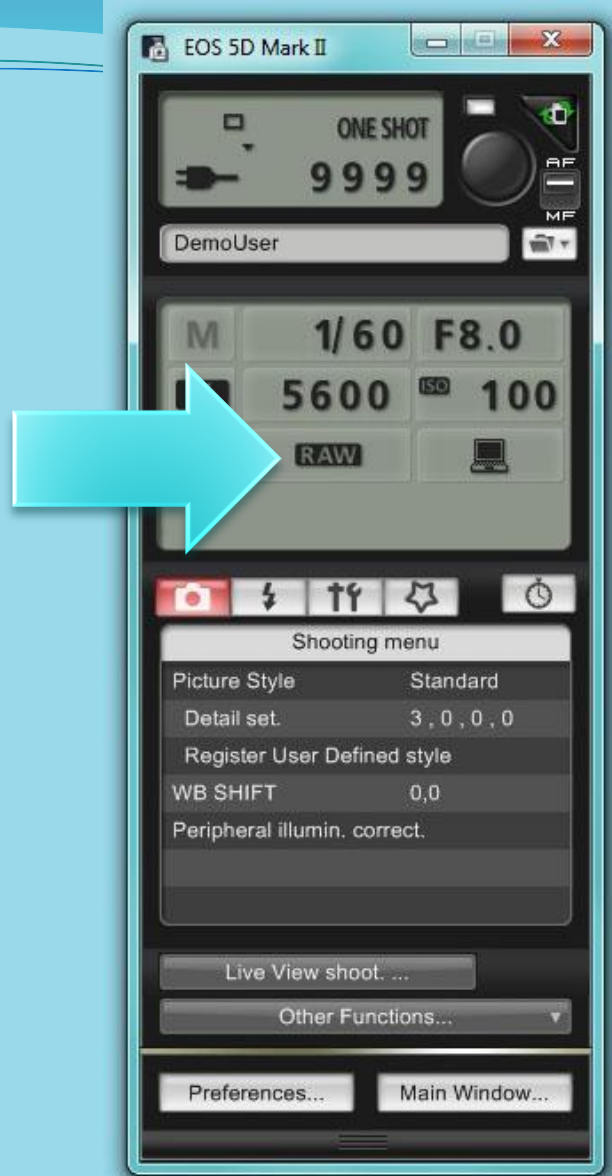 EOS 5D Mark II
ONE SHOT
9999
AF
MF
DemoUser
M 1/60 F8.0
5600 ISO 100
RAW
Shooting menu
Picture Style Standard
Detail set. 3 , 0 , 0 , 0
Register User Defined style
WB SHIFT 0,0
Peripheral illumin. correct.
Live View shoot. ...
Other Functions...
Preferences... Main Window...